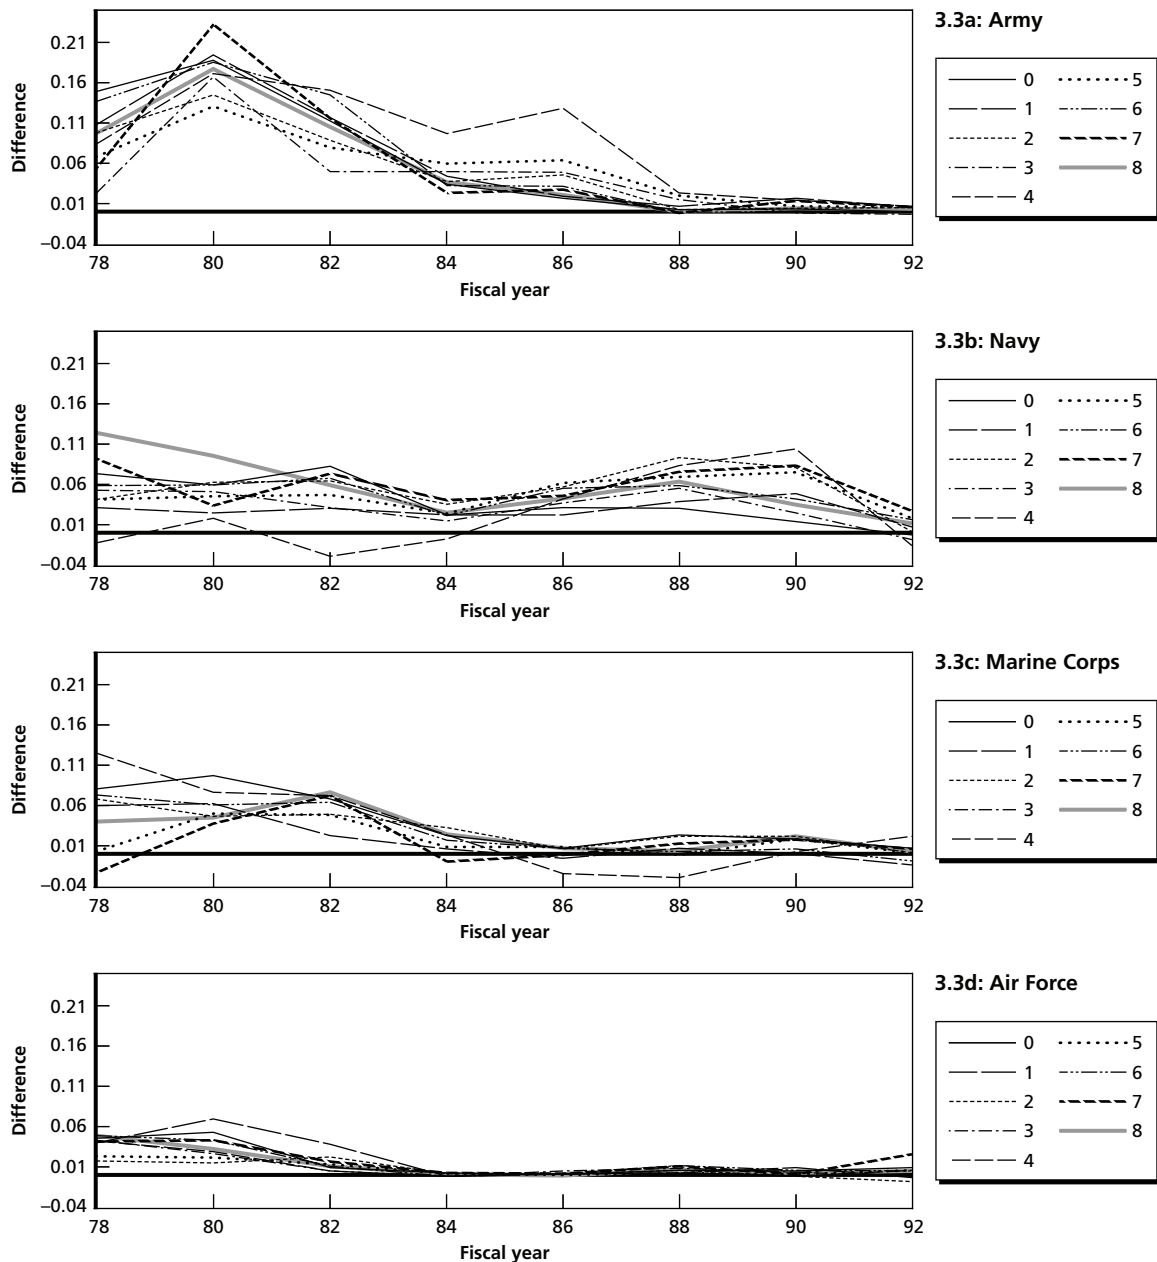 3.3a: Army
0.21
0.16
0.11
0.06
0.01
–0.04
Difference
78 80 82 84 86 88 90 92
Fiscal year
0 5
1 6
2 7
3 8
4
3.3b: Navy
0.21
0.16
0.11
0.06
0.01
–0.04
Difference
78 80 82 84 86 88 90 92
Fiscal year
0 5
1 6
2 7
3 8
4
3.3c: Marine Corps
0.21
0.16
0.11
0.06
0.01
–0.04
Difference
78 80 82 84 86 88 90 92
Fiscal year
0 5
1 6
2 7
3 8
4
3.3d: Air Force
0.21
0.16
0.11
0.06
0.01
–0.04
Difference
78 80 82 84 86 88 90 92
Fiscal year
0 5
1 6
2 7
3 8
4